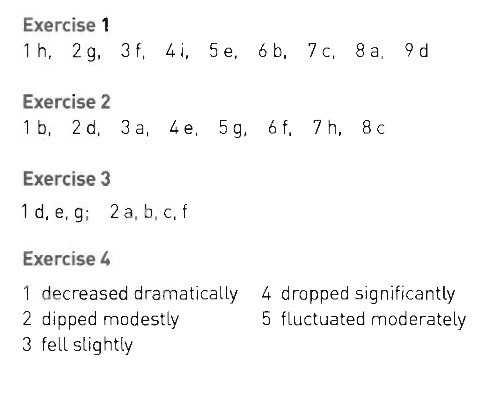 Exercise 1
1 h, 2 g, 3 f, 4 i, 5 e, 6 b, 7 c, 8 a, 9 d
Exercise 2
1 b, 2 d, 3 a, 4 e, 5 g, 6 f, 7 h, 8 c
Exercise 3
1 d, e, g; 2 a, b, c, f
Exercise 4
1 decreased dramatically 4 dropped significantly
2 dipped modestly 5 fluctuated moderately
3 fell slightly